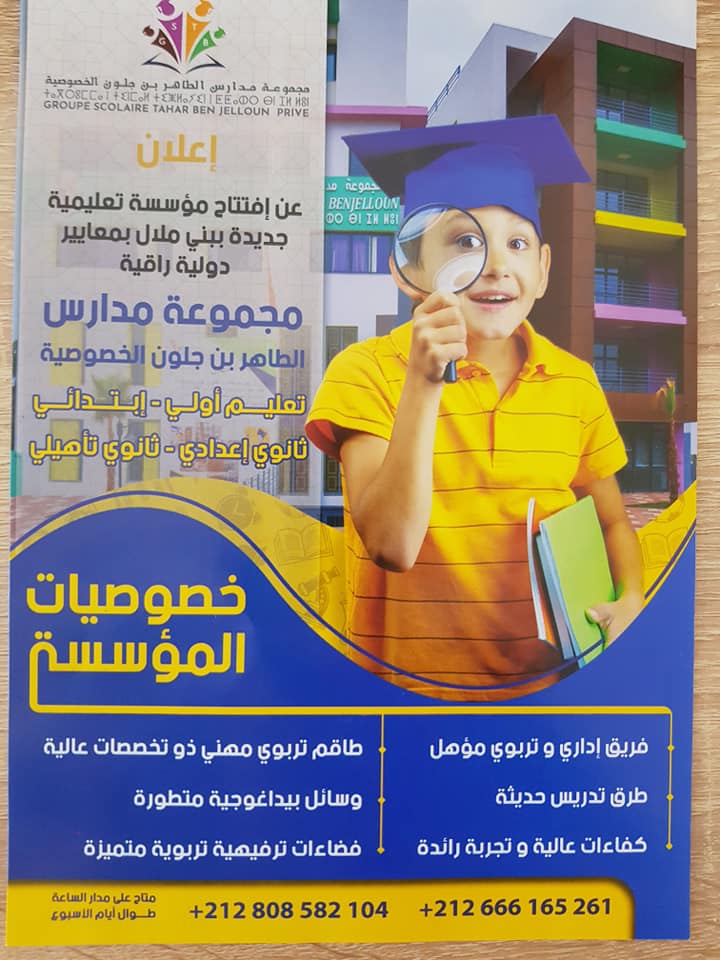 G S T B
مجموعة مدارس الطاهر بن جلون الخصوصية
GROUPE SCOLAIRE TAHAR BEN JELLOUN PRIVE
إعلان
عن إفتتاح مؤسسة تعليمية
جديدة ببني ملال بمعايير
دولية راقية
مجموعة مدارس
الطاهر بن جلون الخصوصية
تعليم أولي - إبتدائي
ثانوي إعدادي - ثانوي تأهيلي
مجموعة مد
BENJELLOUN
خصوصيات
المؤسسة
فريق إداري و تربوي مؤهل
طرق تدريس حديثة
كفاءات عالية و تجربة رائدة
طاقم تربوي مهني ذو تخصصات عالية
وسائل بيداغوجية متطورة
فضاءات ترفيهية تربوية متميزة
متاح على مدار الساعة
طوال أيام الأسبوع
+212 808 582 104
+212 666 165 261